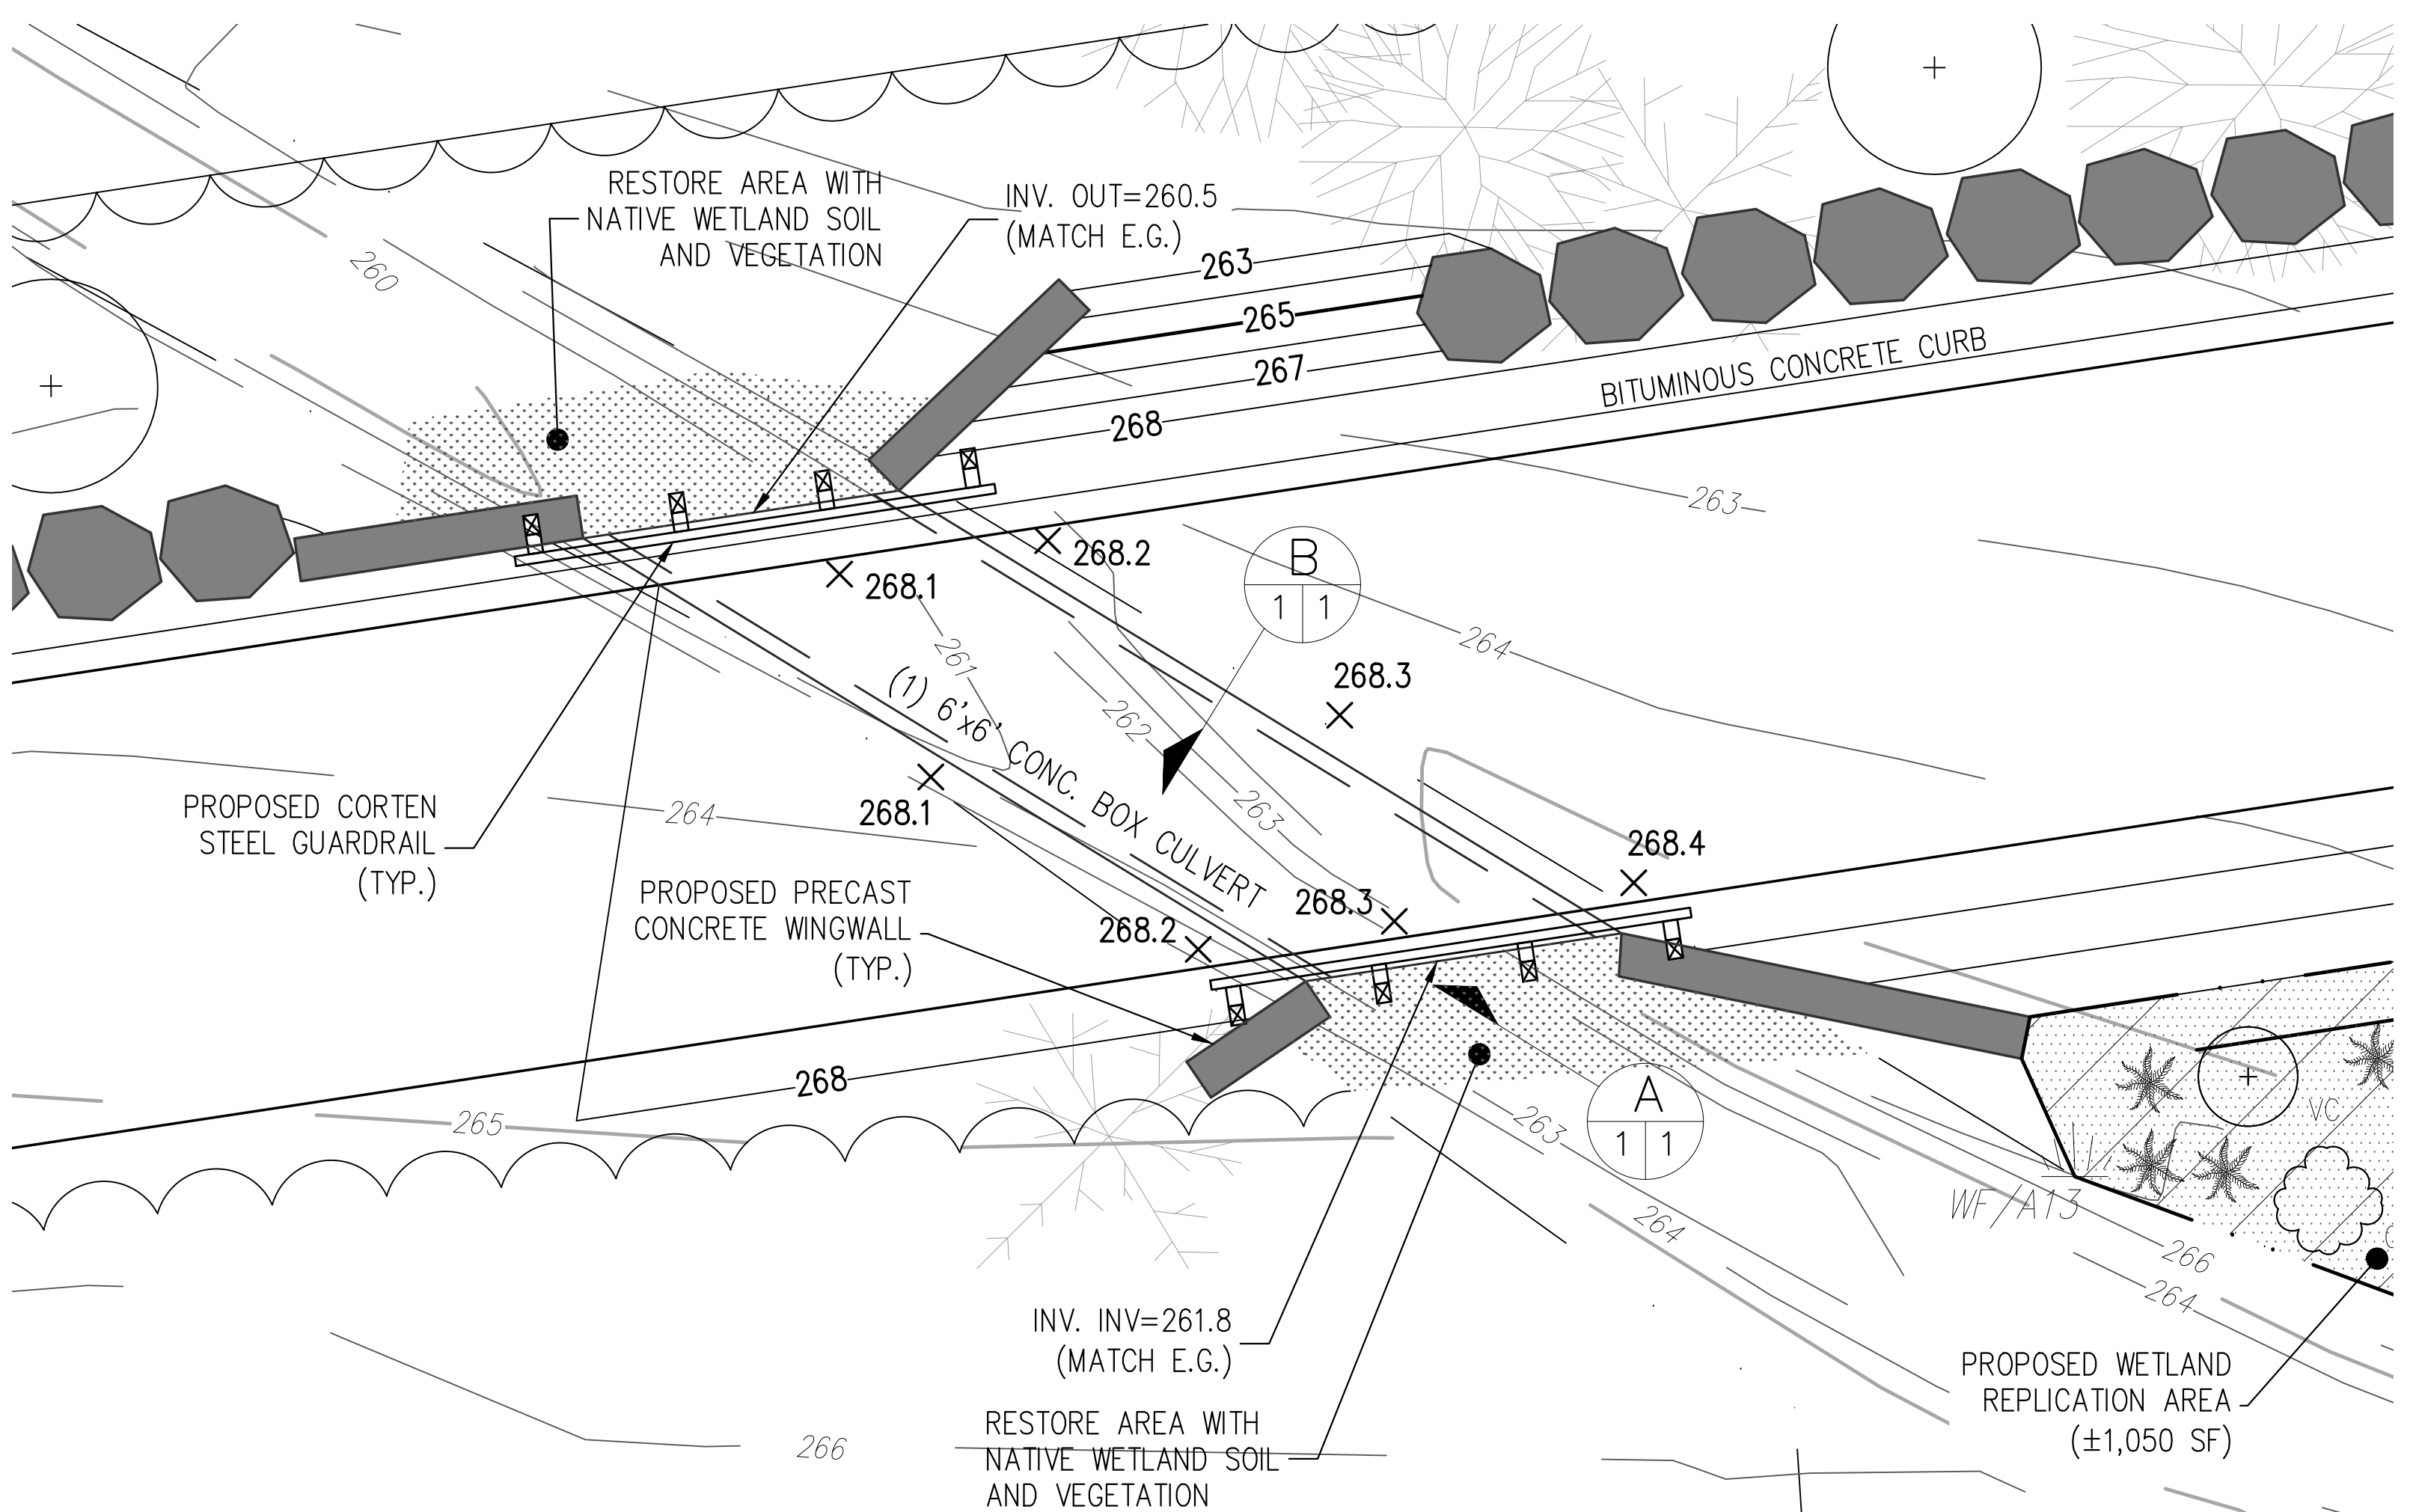 RESTORE AREA WITH
NATIVE WETLAND SOIL
AND VEGETATION
INV. OUT=260.5
(MATCH E.G.)
260
263
265
267
268
BITUMINOUS CONCRETE CURB
263
268.2
268.1
B
1 1
261
264
268.3
262
(1) 6'x6' CONC. BOX CULVERT
268.1
263
264
PROPOSED CORTEN
STEEL GUARDRAIL
(TYP.)
268.4
268.3
268.2
PROPOSED PRECAST
CONCRETE WINGWALL
(TYP.)
268
265
A
1 1
263
VC
WF/A13
264
266
264
INV. INV=261.8
(MATCH E.G.)
PROPOSED WETLAND
REPLICATION AREA
(±1,050 SF)
RESTORE AREA WITH
NATIVE WETLAND SOIL
AND VEGETATION
266